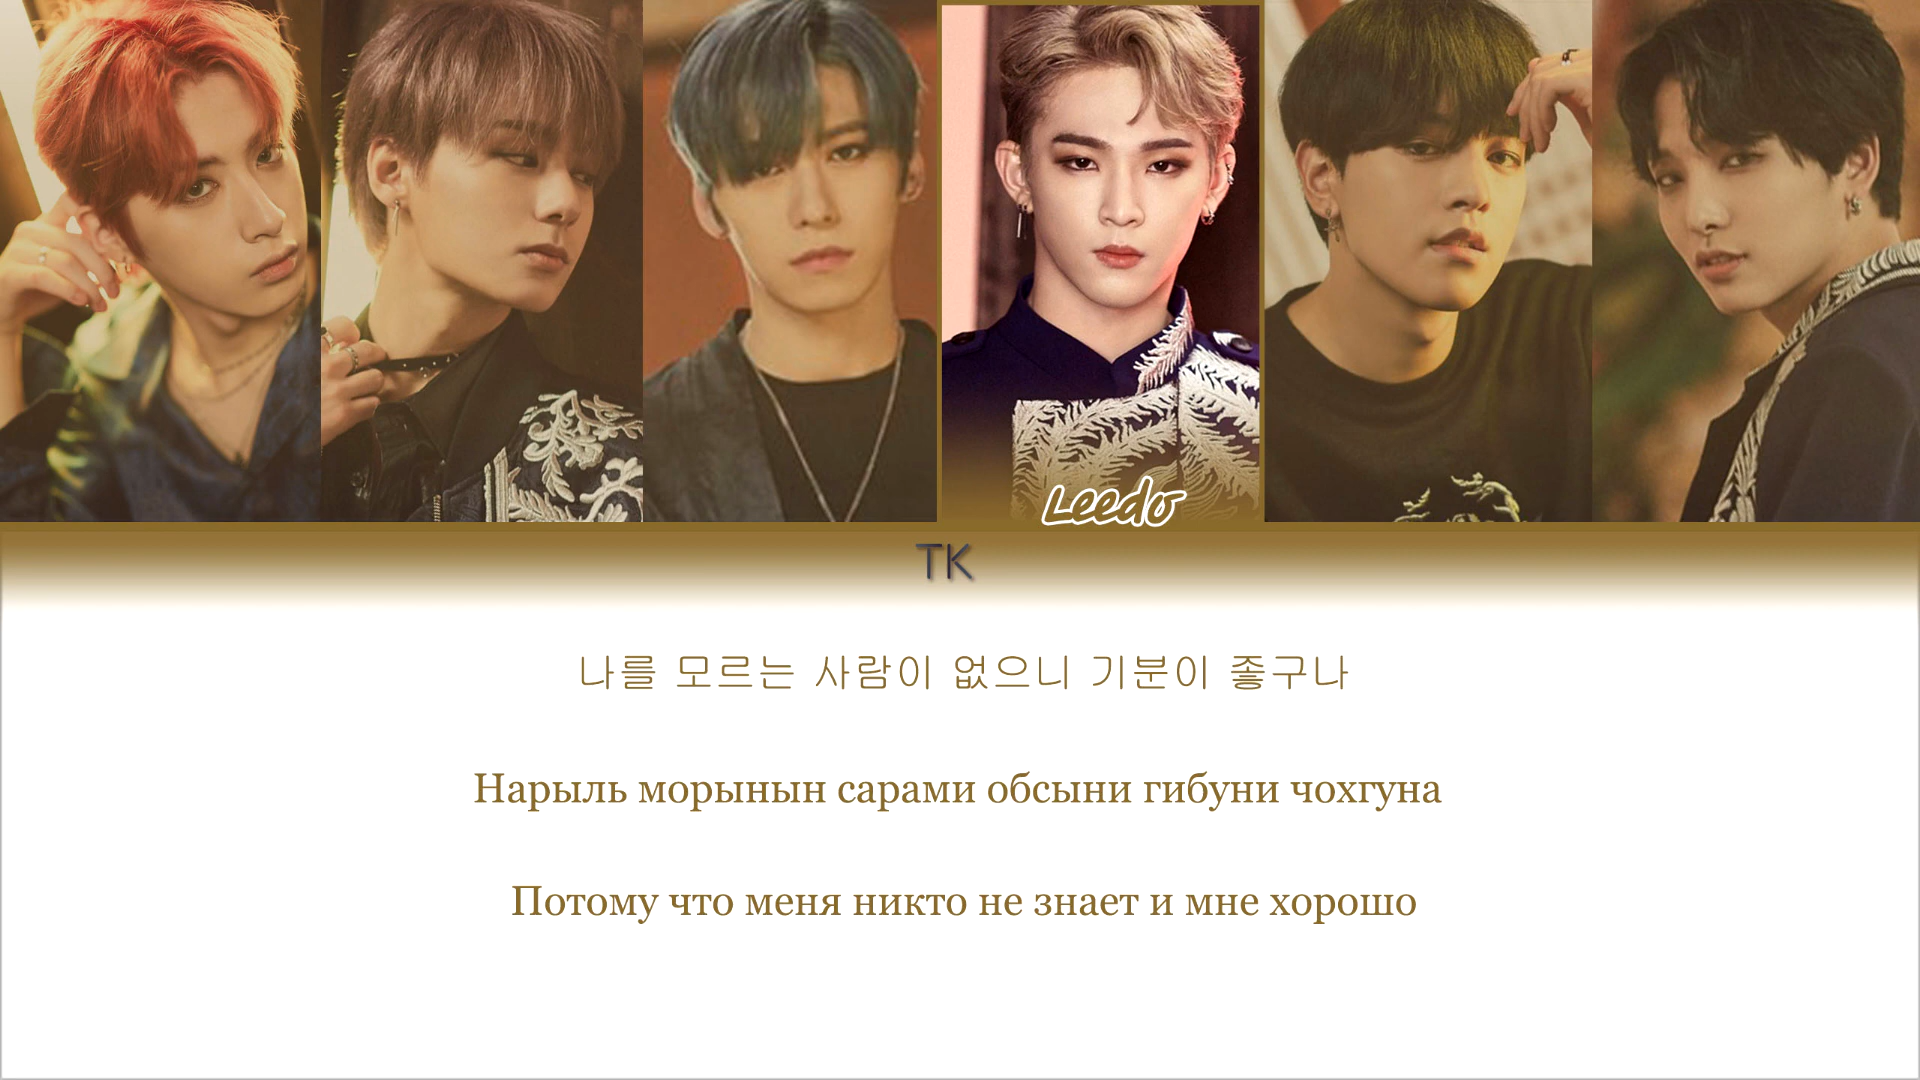 Leedo
TK
나를 모르는 사람이 없으니 기분이 좋구나
Нарыль морынын сарами обсыни гибуни чохгуна
Потому что меня никто не знает и мне хорошо